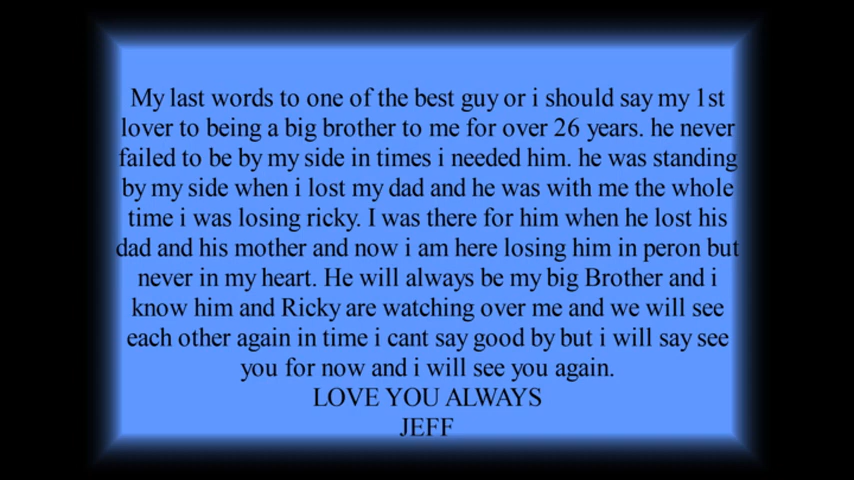 My last words to one of the best guy or i should say my 1st
lover to being a big brother to me for over 26 years. he never
failed to be by my side in times i needed him. he was standing
by my side when i lost my dad and he was with me the whole
time i was losing ricky. I was there for him when he lost his
dad and his mother and now i am here losing him in peron but
never in my heart. He will always be my big Brother and i
know him and Ricky are watching over me and we will see
each other again in time i cant say good by but i will say see
you for now and i will see you again.
LOVE YOU ALWAYS
JEFF